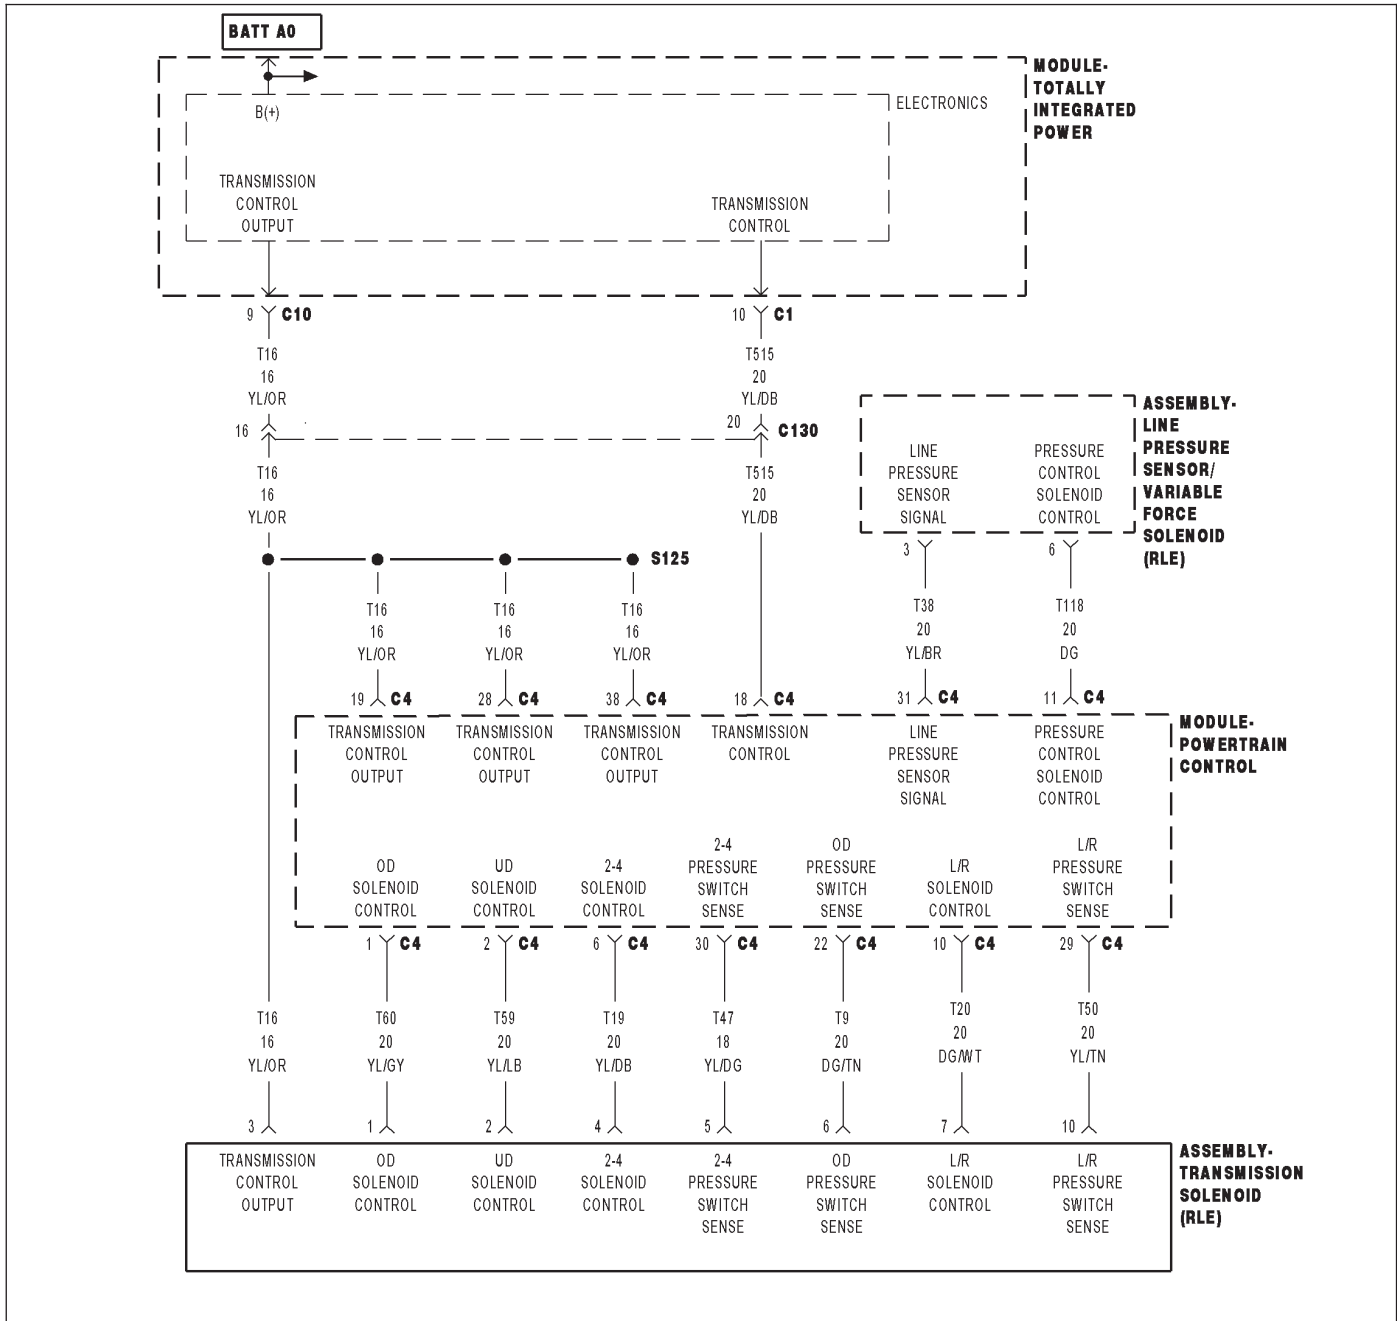 BATT A0
MODULE-
TOTALLY
INTEGRATED
POWER
ELECTRONICS
B(+)
TRANSMISSION
CONTROL
OUTPUT
TRANSMISSION
CONTROL
9 C10
10 C1
T16
16
YL/OR
T515
20
YL/DB
16
20 C130
T16
16
YL/OR
T515
20
YL/DB
ASSEMBLY-
LINE
PRESSURE
SENSOR/
VARIABLE
FORCE
SOLENOID
(RLE)
LINE
PRESSURE
SENSOR
SIGNAL
PRESSURE
CONTROL
SOLENOID
CONTROL
3
6
S125
T16
16
YL/OR
T16
16
YL/OR
T16
16
YL/OR
T38
20
YL/BR
T118
20
DG
19 C4
28 C4
38 C4
18 C4
31 C4
11 C4
MODULE-
POWERTRAIN
CONTROL
TRANSMISSION
CONTROL
OUTPUT
TRANSMISSION
CONTROL
OUTPUT
TRANSMISSION
CONTROL
OUTPUT
TRANSMISSION
CONTROL
LINE
PRESSURE
SENSOR
SIGNAL
PRESSURE
CONTROL
SOLENOID
CONTROL
OD
SOLENOID
CONTROL
UD
SOLENOID
CONTROL
2-4
SOLENOID
CONTROL
2-4
PRESSURE
SWITCH
SENSE
OD
PRESSURE
SWITCH
SENSE
L/R
SOLENOID
CONTROL
L/R
PRESSURE
SWITCH
SENSE
1 C4
2 C4
6 C4
30 C4
22 C4
10 C4
29 C4
T16
16
YL/OR
T60
20
YL/GY
T59
20
YL/LB
T19
20
YL/DB
T47
18
YL/DG
T9
20
DG/TN
T20
20
DG/WT
T50
20
YL/TN
3
1
2
4
5
6
7
10
ASSEMBLY-
TRANSMISSION
SOLENOID
(RLE)
TRANSMISSION
CONTROL
OUTPUT
OD
SOLENOID
CONTROL
UD
SOLENOID
CONTROL
2-4
SOLENOID
CONTROL
2-4
PRESSURE
SWITCH
SENSE
OD
PRESSURE
SWITCH
SENSE
L/R
SOLENOID
CONTROL
L/R
PRESSURE
SWITCH
SENSE